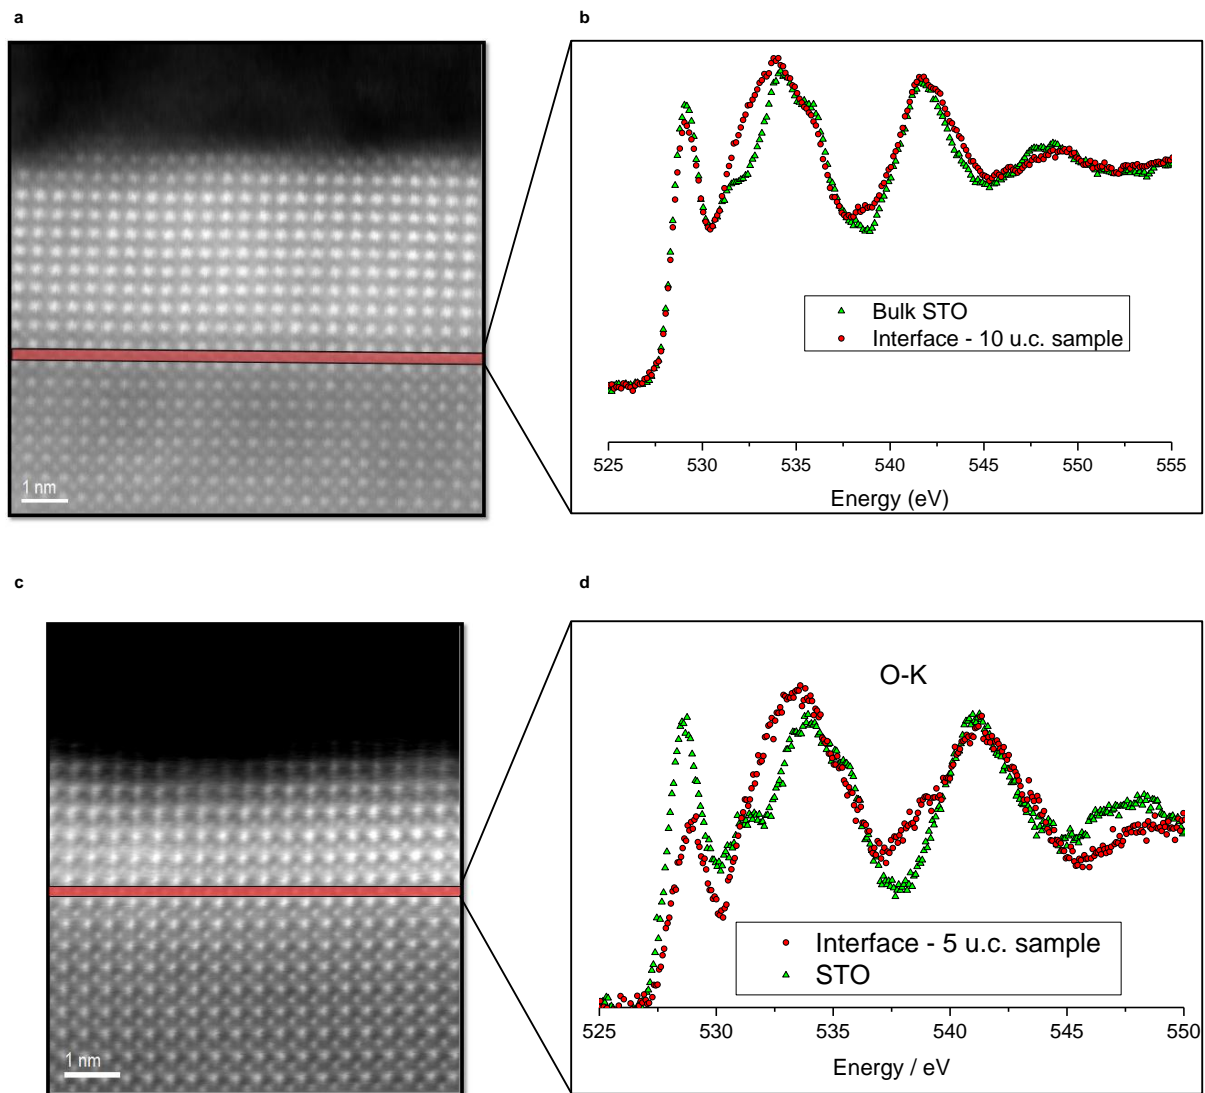 a
b
1 nm
Bulk STO
Interface - 10 u.c. sample
525 530 535 540 545 550 555
Energy (eV)
c
d
1 nm
O-K
Interface - 5 u.c. sample
STO
525 530 535 540 545 550
Energy / eV